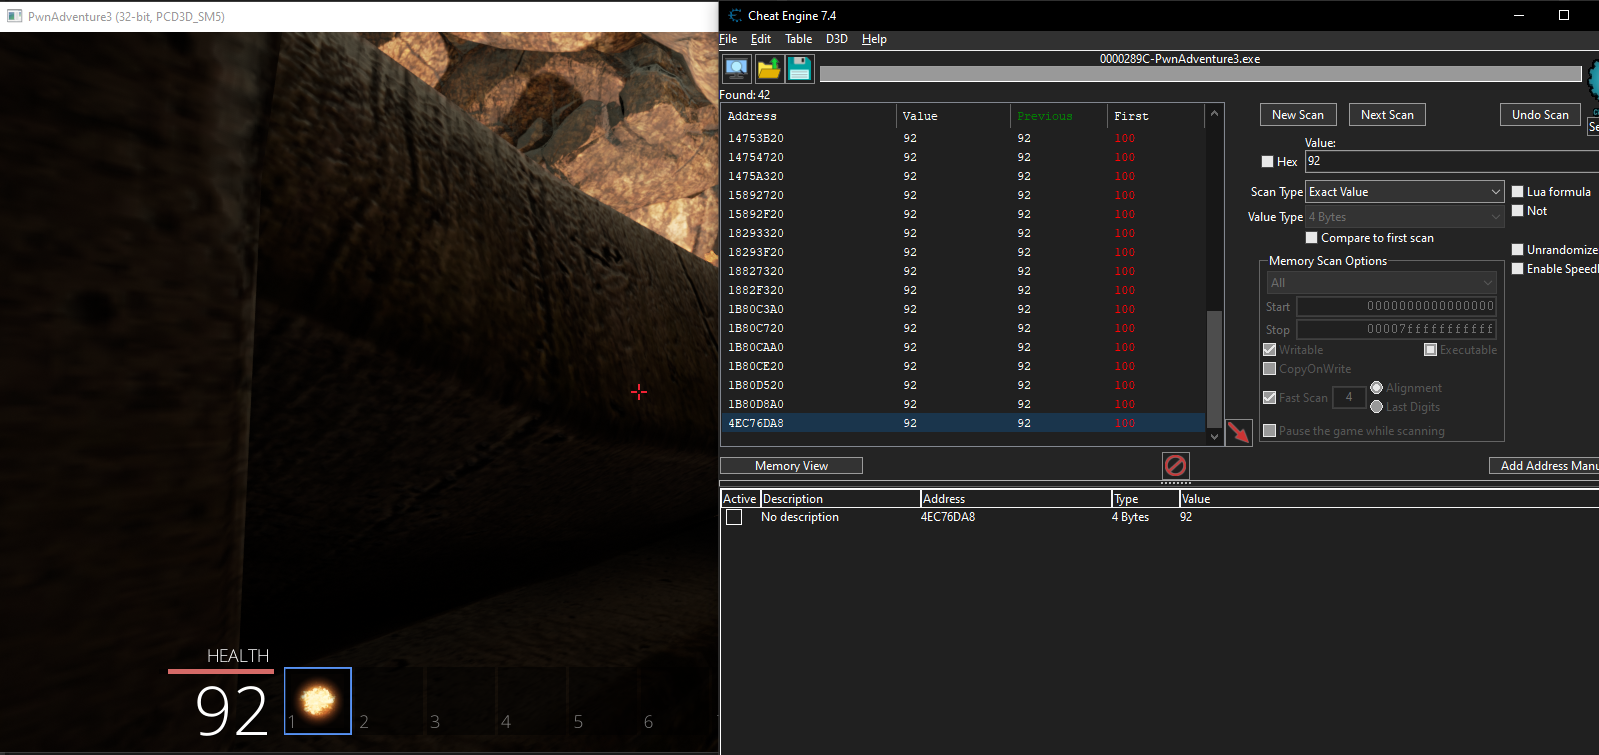 PwnAdventure3 (32-bit, PCD3D_SM5)
HEALTH
92
1
2
3
4
5
6
Cheat Engine 7.4
File Edit Table D3D Help
0000289C-PwnAdventure3.exe
Found: 42
Address Value Previous First
14753B20 92 92 100
14754720 92 92 100
1475A320 92 92 100
15892720 92 92 100
15892F20 92 92 100
18293320 92 92 100
18293F20 92 92 100
18827320 92 92 100
1882F320 92 92 100
1B80C3A0 92 92 100
1B80C720 92 92 100
1B80CAA0 92 92 100
1B80CE20 92 92 100
1B80D520 92 92 100
1B80D8A0 92 92 100
4EC76DA8 92 92 100
New Scan Next Scan Undo Scan
Se
Value:
Hex 92
Scan Type Exact Value
Lua formula
Value Type 4 Bytes
Not
Compare to first scan
Unrandomize
Enable Speedl
Memory Scan Options
All
Start 0000000000000000
Stop 00007fffffffffff
Writable Executable
CopyOnWrite
Fast Scan 4 Alignment
Last Digits
Pause the game while scanning
Memory View Add Address Manu
Active Description Address Type Value
No description 4EC76DA8 4 Bytes 92